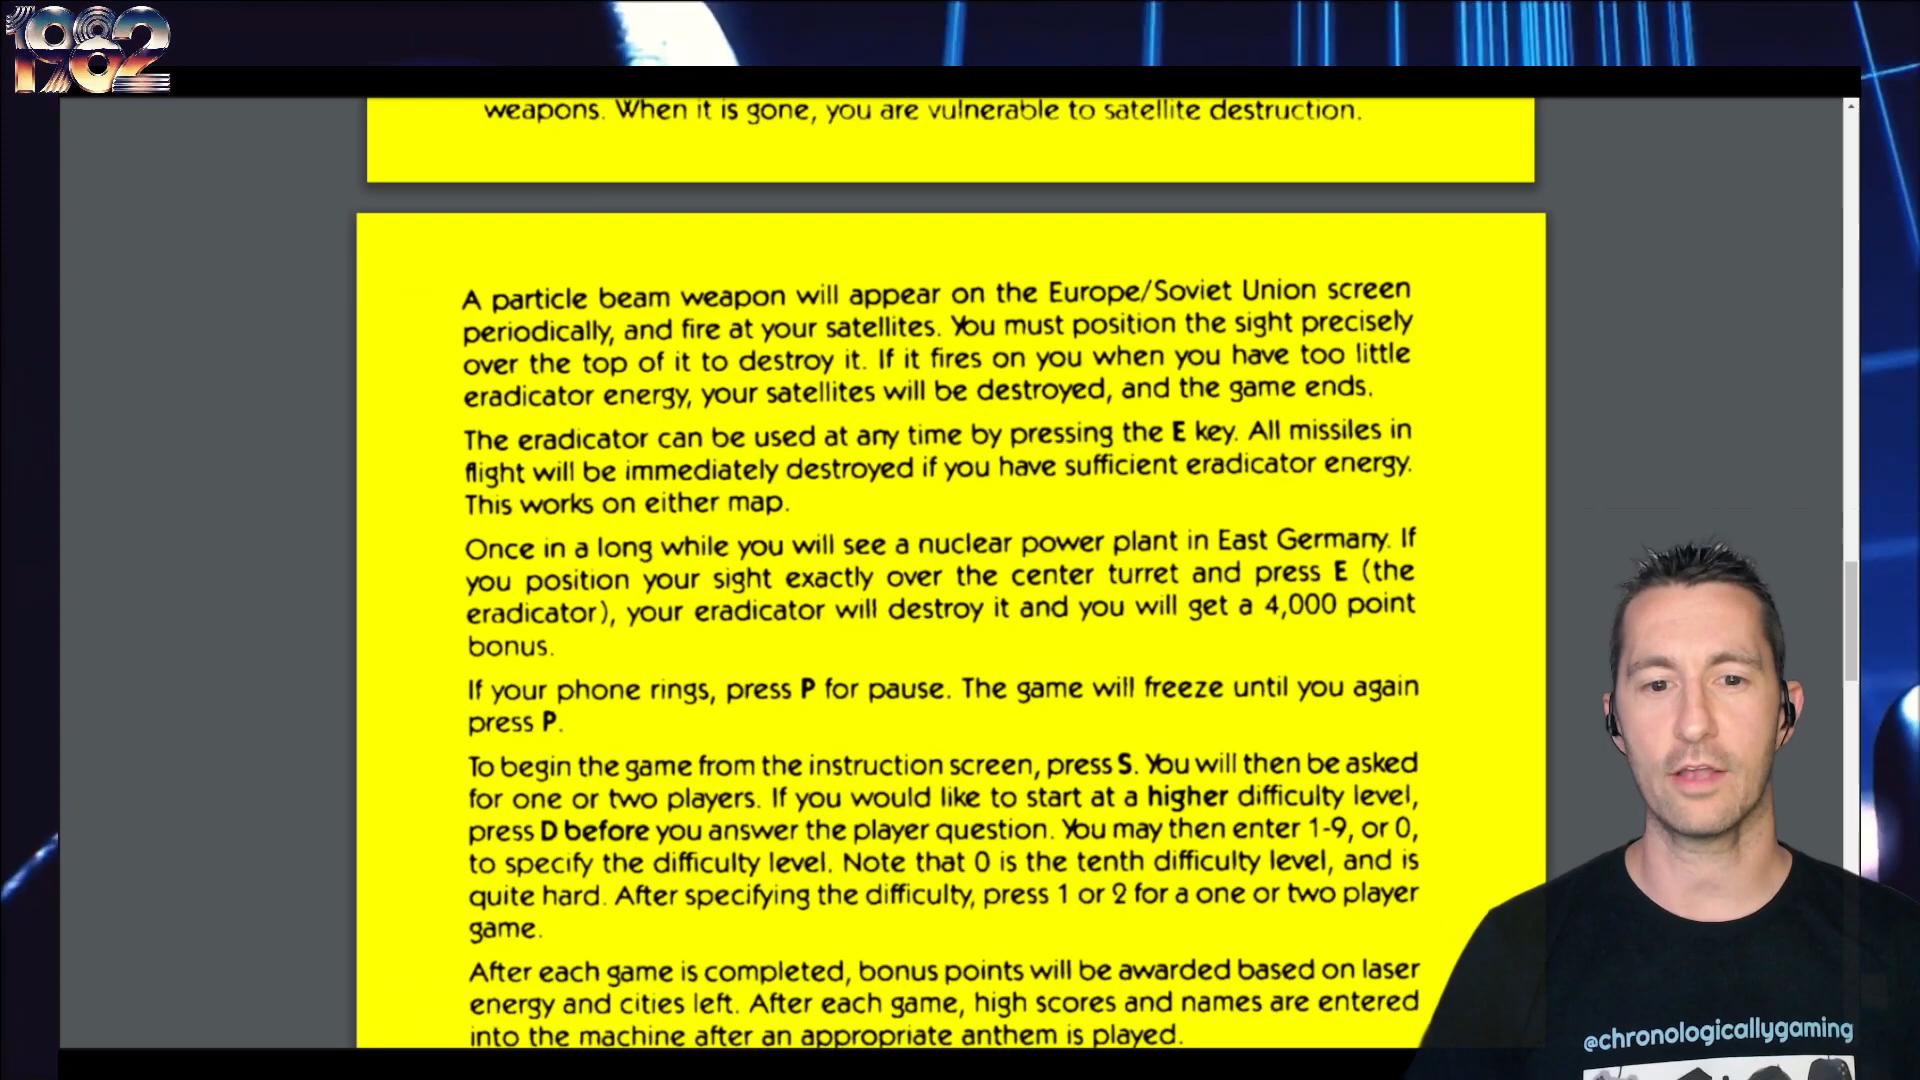 1982
weapons. When it is gone, you are vulnerable to satellite destruction.
A particle beam weapon will appear on the Europe/Soviet Union screen
periodically, and fire at your satellites. You must position the sight precisely
over the top of it to destroy it. If it fires on you when you have too little
eradicator energy, your satellites will be destroyed, and the game ends.
The eradicator can be used at any time by pressing the E key. All missiles in
flight will be immediately destroyed if you have sufficient eradicator energy.
This works on either map.
Once in a long while you will see a nuclear power plant in East Germany. If
you position your sight exactly over the center turret and press E (the
eradicator), your eradicator will destroy it and you will get a 4,000 point
bonus.
If your phone rings, press P for pause. The game will freeze until you again
press P.
To begin the game from the instruction screen, press S. You will then be asked
for one or two players. If you would like to start at a higher difficulty level,
press D before you answer the player question. You may then enter 1-9, or 0,
to specify the difficulty level. Note that 0 is the tenth difficulty level, and is
quite hard. After specifying the difficulty, press 1 or 2 for a one or two player
game.
After each game is completed, bonus points will be awarded based on laser
energy and cities left. After each game, high scores and names are entered
into the machine after an appropriate anthem is played.
@chronologicallygaming